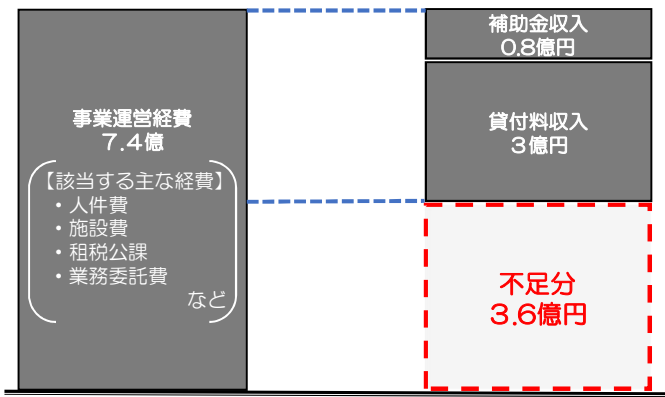 事業運営経費
7.4億
【該当する主な経費】
・人件費
・施設費
・租税公課
・業務委託費
など
補助金収入
0.8億円
貸付料収入
3億円
不足分
3.6億円